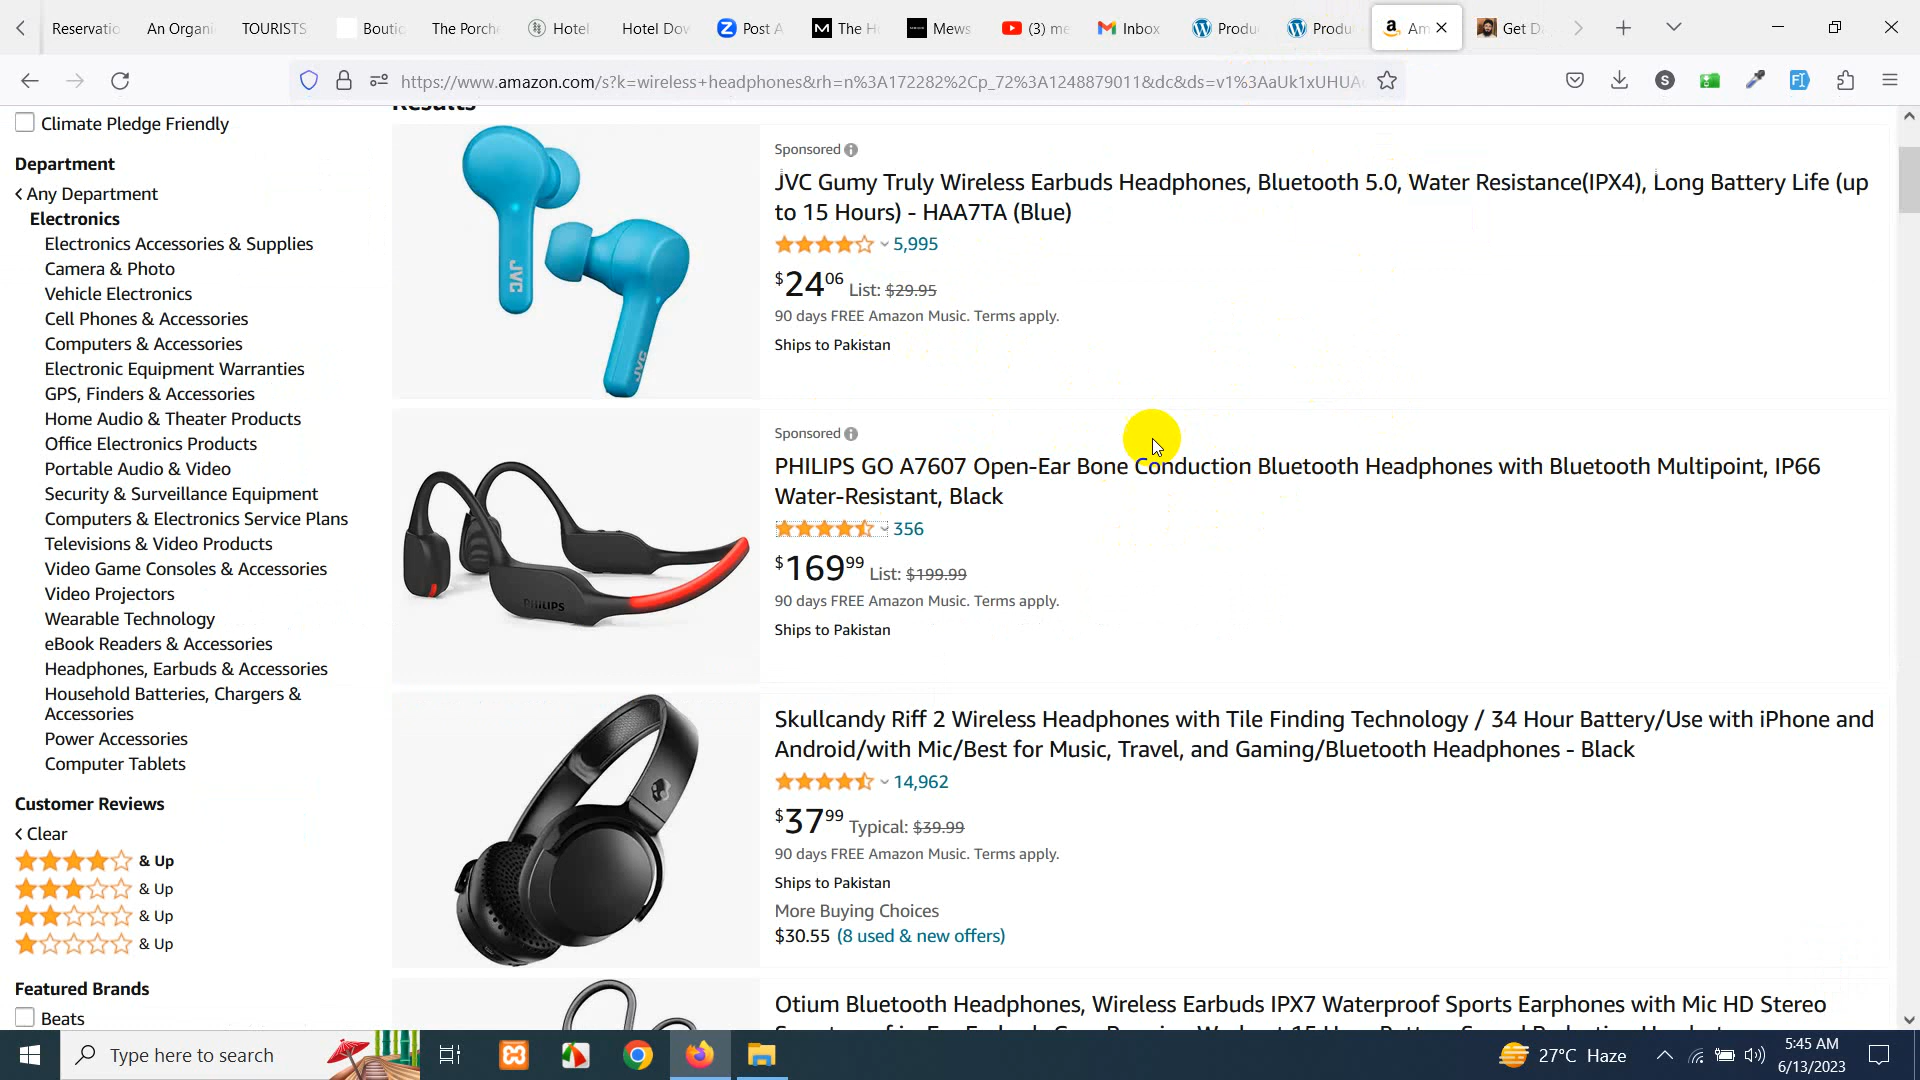 Reservatio
An Organi
TOURISTS
Boutic
The Porche
Hotel
Hotel Dov
Post A
The H
Mews
(3) me
Inbox
Produ
Produ
Am
Get D
https://www.amazon.com/s?k=wireless+headphones&rh=n%3A172282%2Cp_72%3A1248879011&dc&ds=v1%3AaUk1xUHUA
Results
Climate Pledge Friendly
Department
Any Department
Electronics
Electronics Accessories & Supplies
Camera & Photo
Vehicle Electronics
Cell Phones & Accessories
Computers & Accessories
Electronic Equipment Warranties
GPS, Finders & Accessories
Home Audio & Theater Products
Office Electronics Products
Portable Audio & Video
Security & Surveillance Equipment
Computers & Electronics Service Plans
Televisions & Video Products
Video Game Consoles & Accessories
Video Projectors
Wearable Technology
eBook Readers & Accessories
Headphones, Earbuds & Accessories
Household Batteries, Chargers &
Accessories
Power Accessories
Computer Tablets
Customer Reviews
Clear
& Up
& Up
& Up
& Up
Featured Brands
Beats
JVC
JVC
Sponsored
JVC Gumy Truly Wireless Earbuds Headphones, Bluetooth 5.0, Water Resistance(IPX4), Long Battery Life (up
to 15 Hours) - HAA7TA (Blue)
5,995
$24.06 List: $29.95
90 days FREE Amazon Music. Terms apply.
Ships to Pakistan
PHILIPS
Sponsored
PHILIPS GO A7607 Open-Ear Bone Conduction Bluetooth Headphones with Bluetooth Multipoint, IP66
Water-Resistant, Black
356
$169.99 List: $199.99
90 days FREE Amazon Music. Terms apply.
Ships to Pakistan
Skullcandy Riff 2 Wireless Headphones with Tile Finding Technology / 34 Hour Battery/Use with iPhone and
Android/with Mic/Best for Music, Travel, and Gaming/Bluetooth Headphones - Black
14,962
$37.99 Typical: $39.99
90 days FREE Amazon Music. Terms apply.
Ships to Pakistan
More Buying Choices
$30.55 (8 used & new offers)
Otium Bluetooth Headphones, Wireless Earbuds IPX7 Waterproof Sports Earphones with Mic HD Stereo
Type here to search
27°C Haze
5:45 AM
6/13/2023